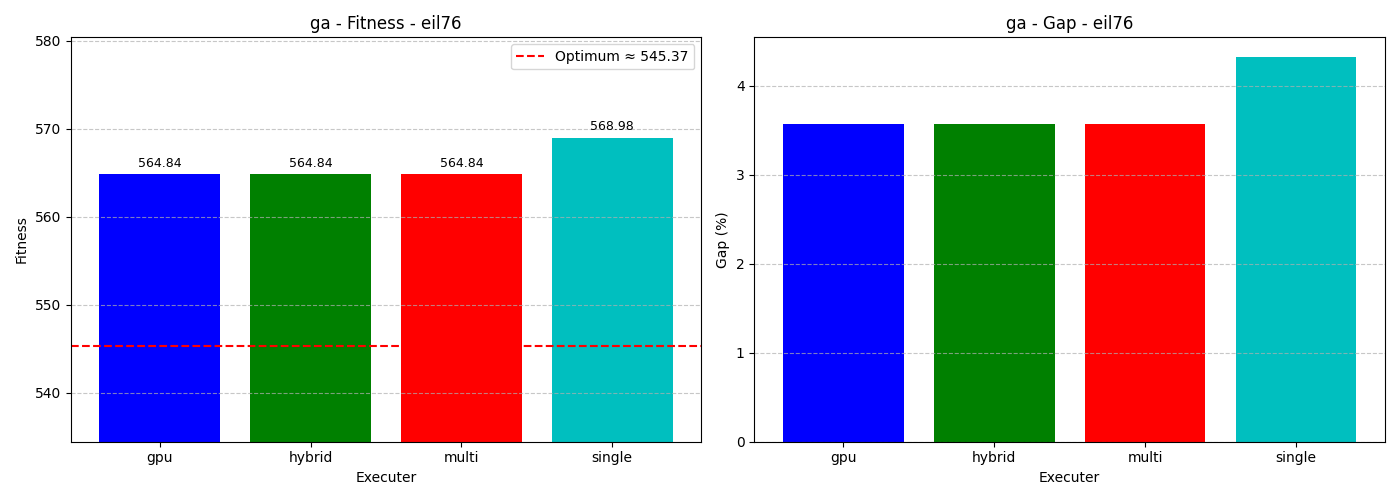 ga - Fitness - eil76
580
570
560
550
540
Fitness
Optimum ≈ 545.37
564.84
564.84
564.84
568.98
gpu
hybrid
multi
single
Executer
ga - Gap - eil76
4
3
2
1
0
Gap (%)
gpu
hybrid
multi
single
Executer